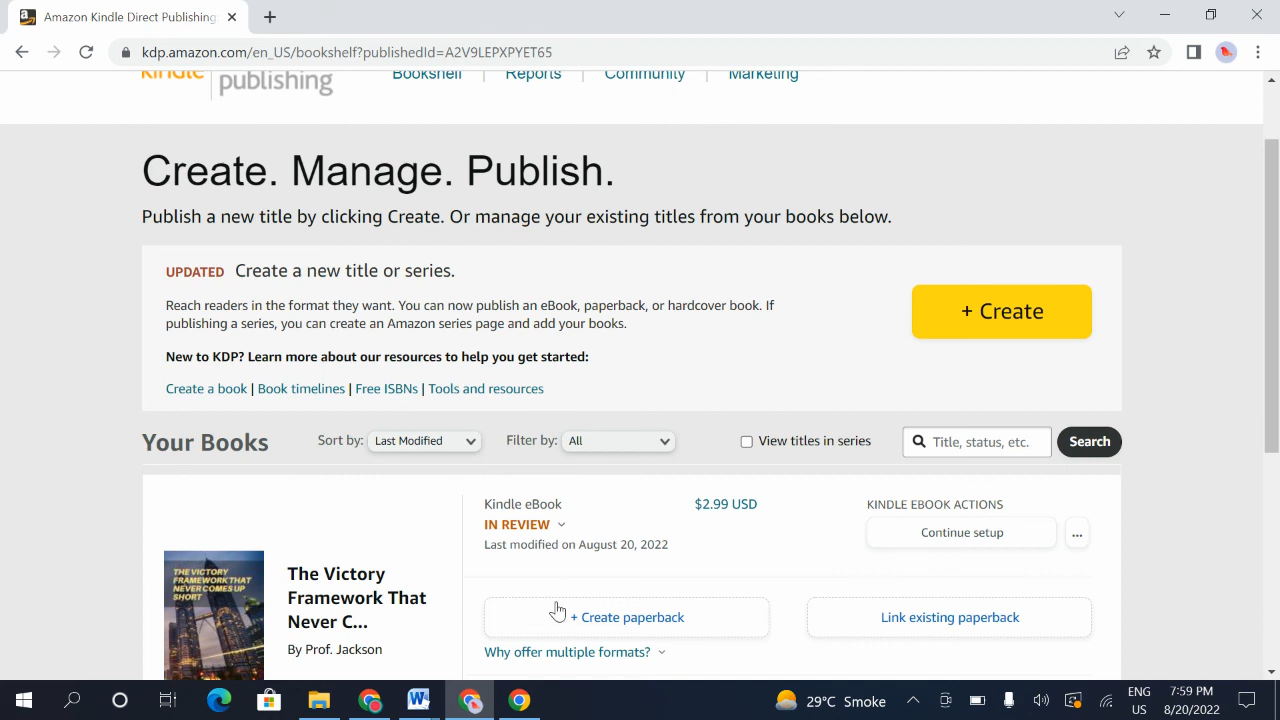 Amazon Kindle Direct Publishing
kdp.amazon.com/en_US/bookshelf?publishedId=A2V9LEPXPYET65
kindle
publishing
Bookshelf | Reports | Community | Marketing
Create. Manage. Publish.
Publish a new title by clicking Create. Or manage your existing titles from your books below.
UPDATED Create a new title or series.
Reach readers in the format they want. You can now publish an eBook, paperback, or hardcover book. If
publishing a series, you can create an Amazon series page and add your books.
+ Create
New to KDP? Learn more about our resources to help you get started:
Create a book | Book timelines | Free ISBNs | Tools and resources
Your Books Sort by: Last Modified Filter by: All View titles in series Title, status, etc. Search
Kindle eBook $2.99 USD KINDLE EBOOK ACTIONS
IN REVIEW
Continue setup ...
Last modified on August 20, 2022
THE VICTORY
FRAMEWORK THAT
NEVER COMES UP
SHORT
The Victory
Framework That
Never C...
By Prof. Jackson
+ Create paperback Link existing paperback
Why offer multiple formats?
29°C Smoke
ENG
US
7:59 PM
8/20/2022